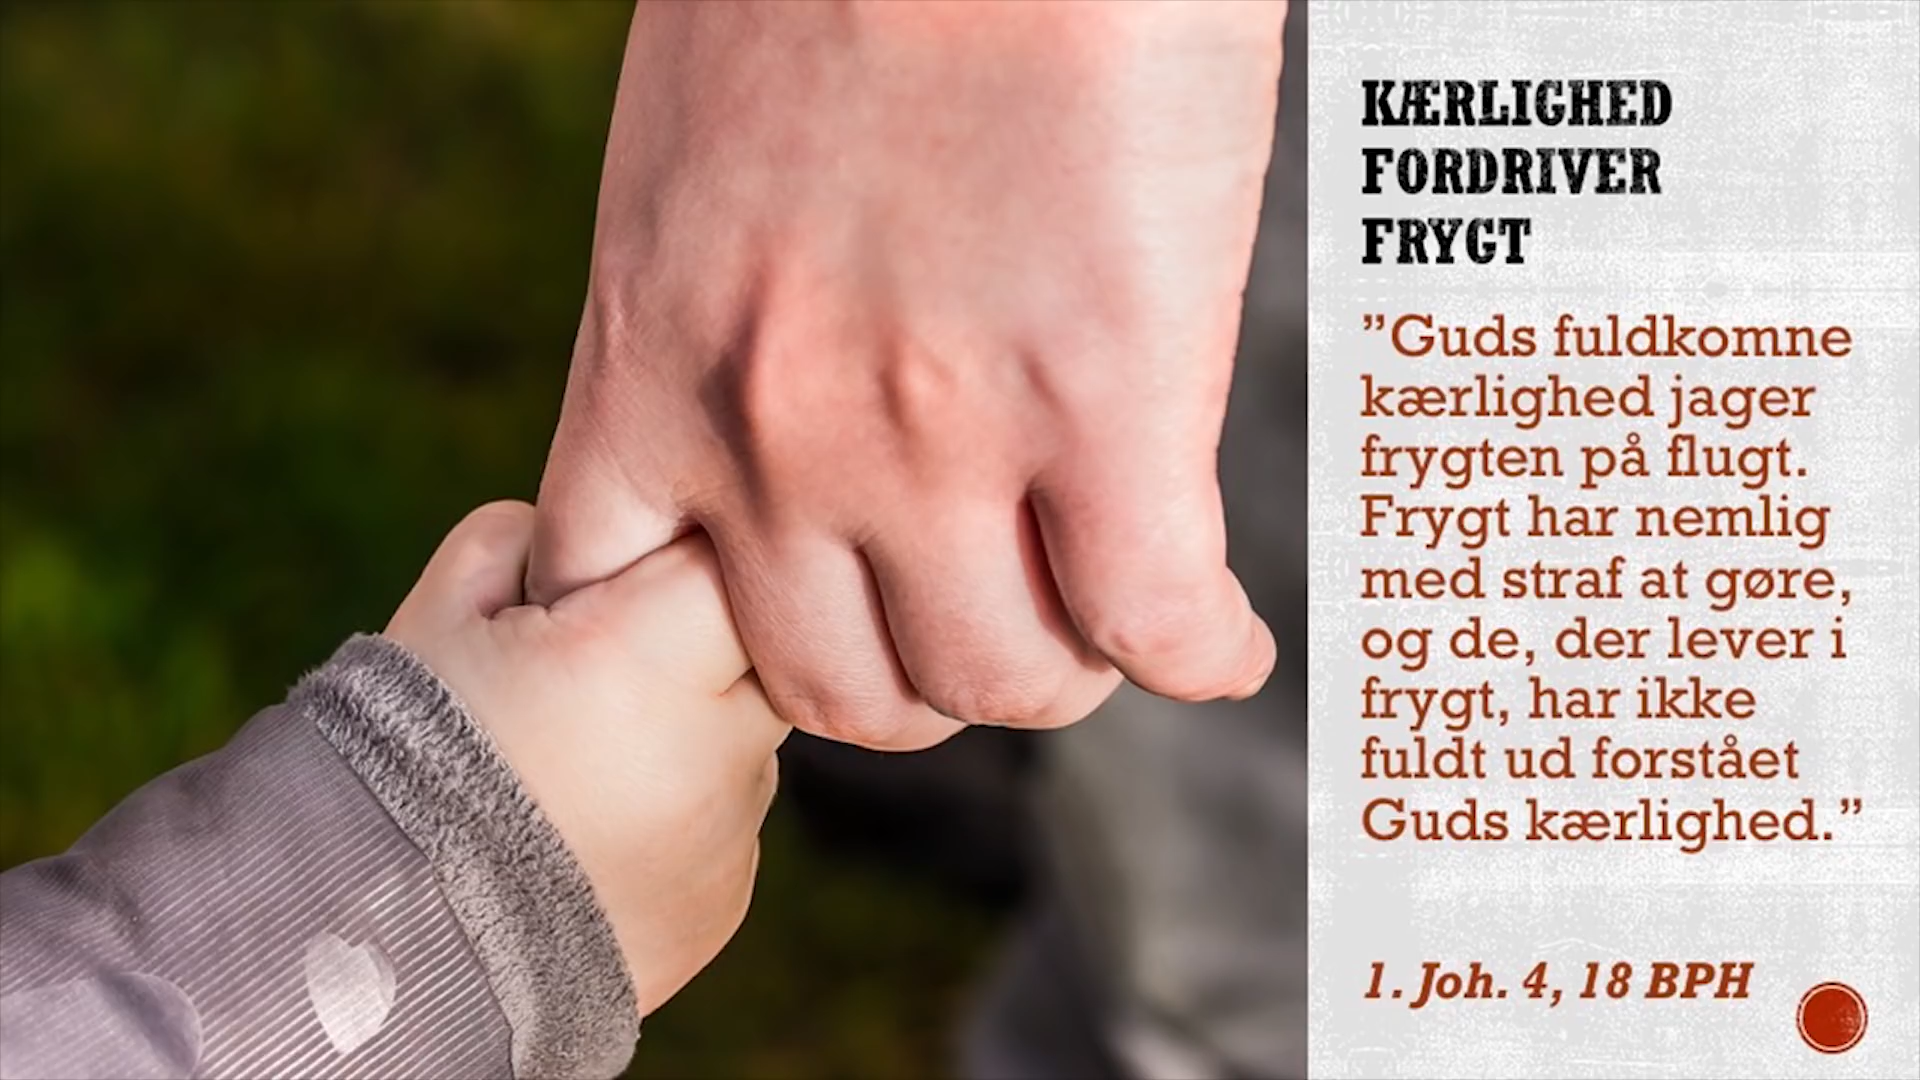 KÆRLIGHED
FORDRIVER
FRYGT
”Guds fuldkomne
kærlighed jager
frygten på flugt.
Frygt har nemlig
med straf at gøre,
og de, der lever i
frygt, har ikke
fuldt ud forstået
Guds kærlighed.”
1. Joh. 4, 18 BPH